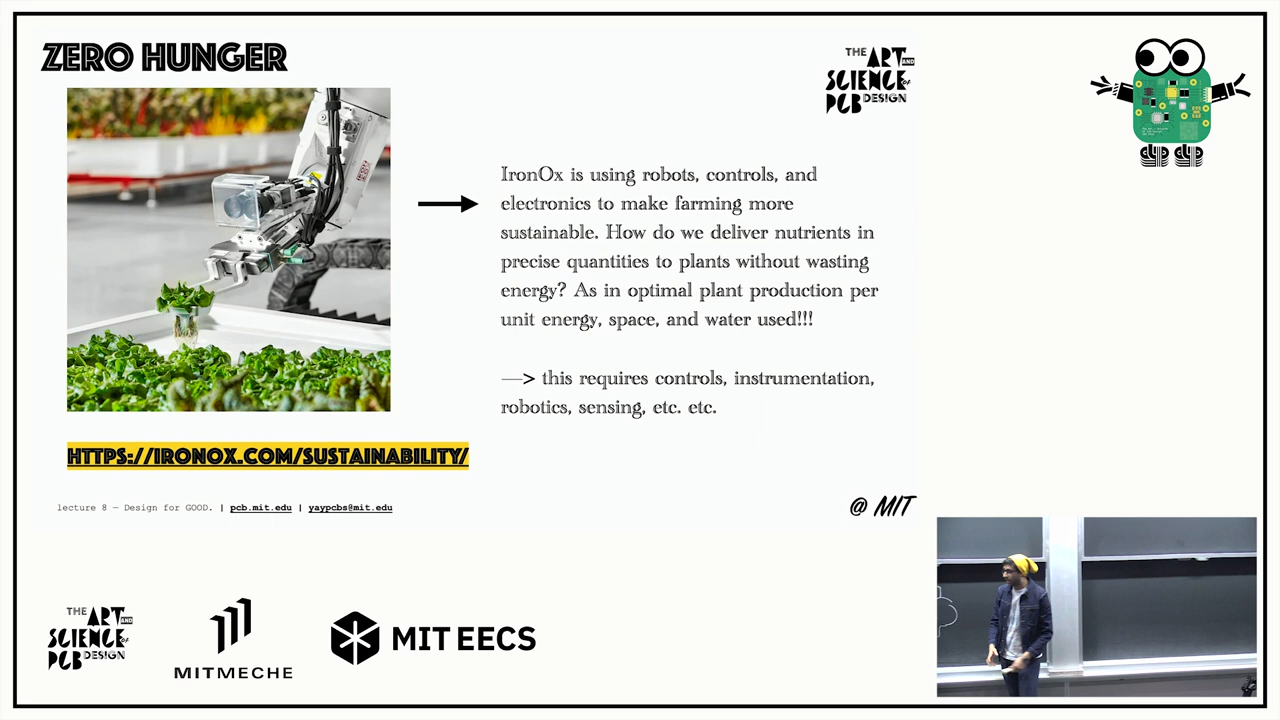 ZERO HUNGER
THE ART AND
SCIENCE of
PCB DESIGN
IronOx is using robots, controls, and
electronics to make farming more
sustainable. How do we deliver nutrients in
precise quantities to plants without wasting
energy? As in optimal plant production per
unit energy, space, and water used!!!
—> this requires controls, instrumentation,
robotics, sensing, etc. etc.
HTTPS://IRONOX.COM/SUSTAINABILITY/
lecture 8 — Design for GOOD. | pcb.mit.edu | yaypcbs@mit.edu
@ MIT
THE ART AND
SCIENCE of
PCB DESIGN
MITMECHE
MIT EECS